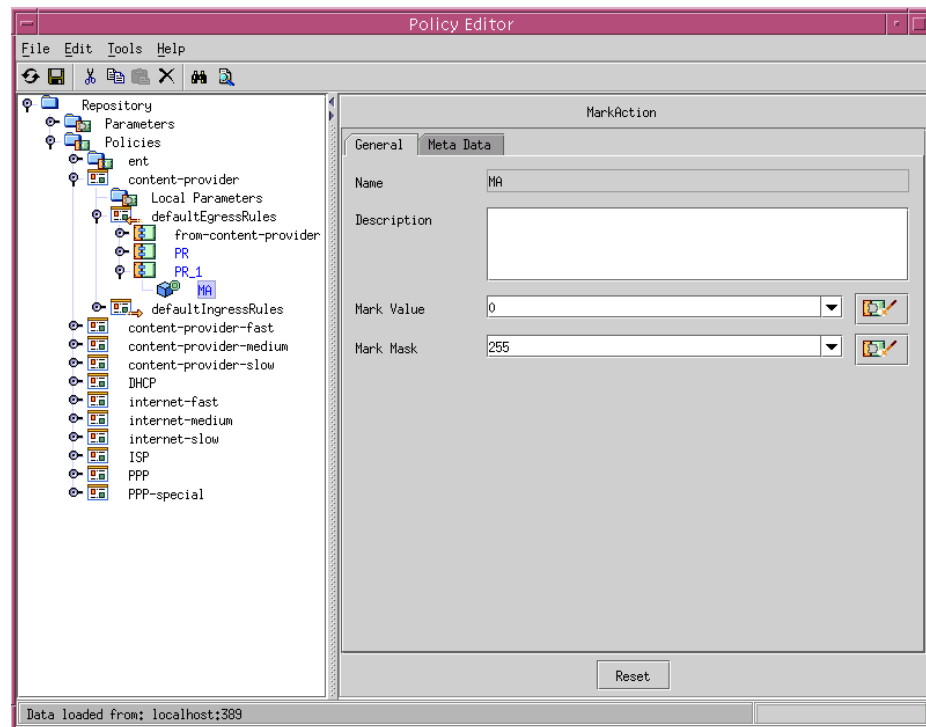 Policy Editor
File Edit Tools Help
Repository
Parameters
Policies
ent
content-provider
Local Parameters
defaultEgressRules
from-content-provider
PR
PR_1
MA
defaultIngressRules
content-provider-fast
content-provider-medium
content-provider-slow
DHCP
internet-fast
internet-medium
internet-slow
ISP
PPP
PPP-special
MarkAction
General Meta Data
Name MA
Description
Mark Value 0
Mark Mask 255
Reset
Data loaded from: localhost:389